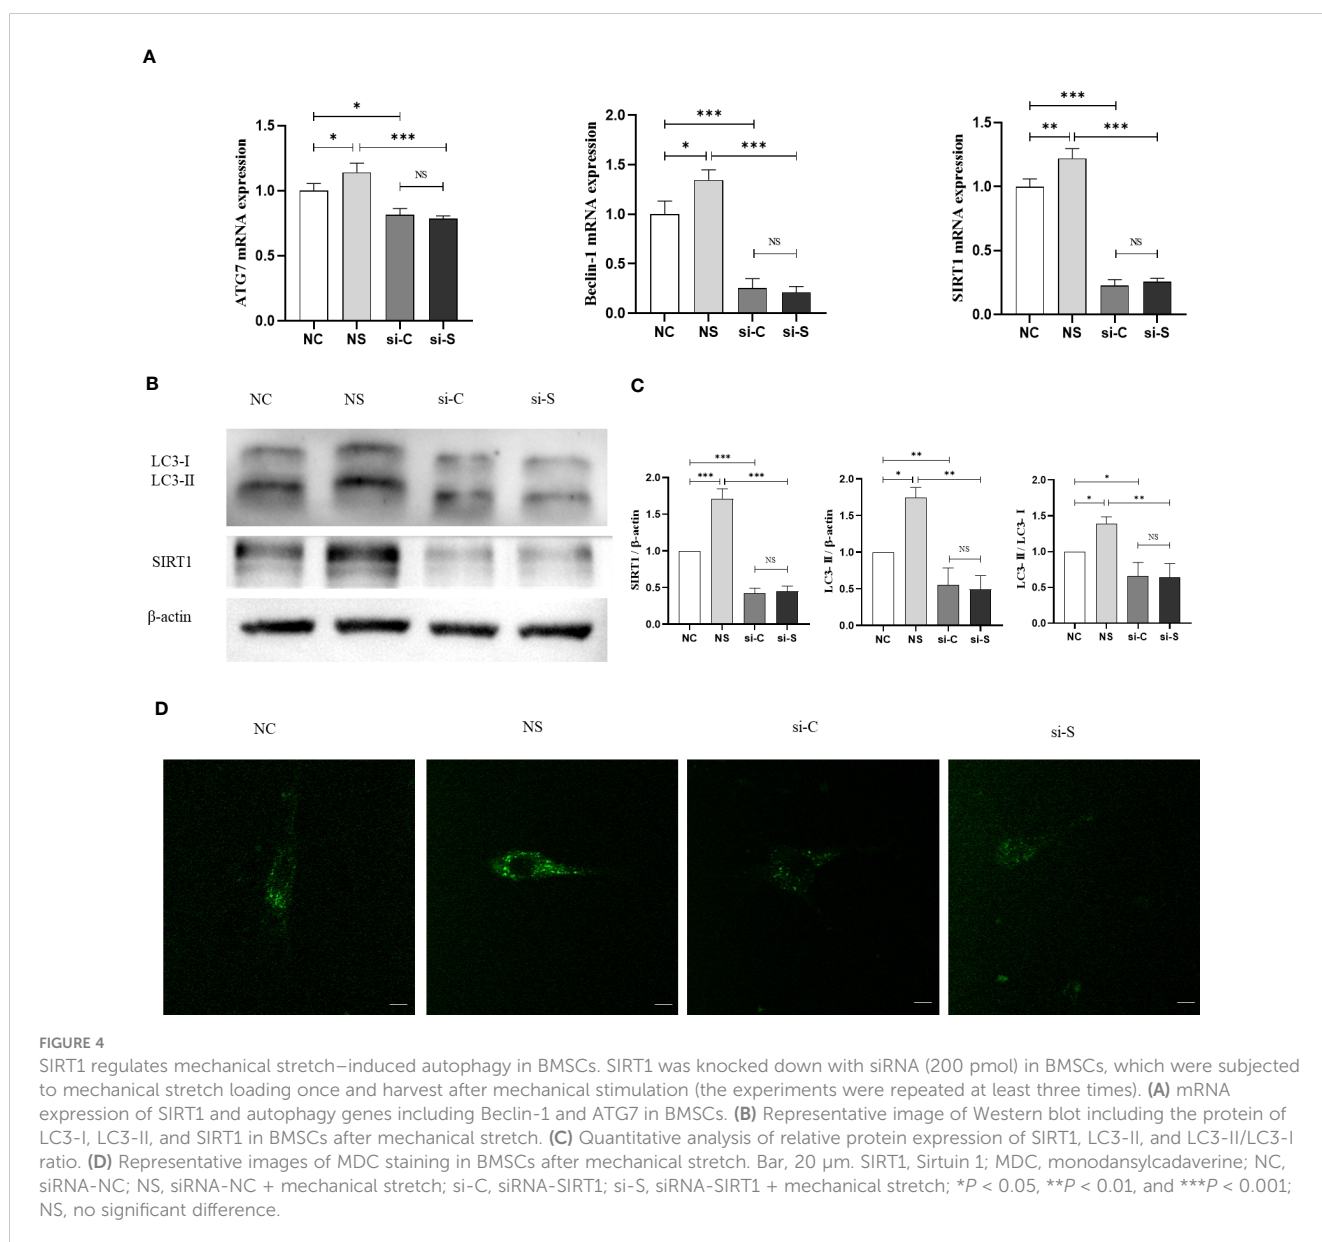 A
*
*
***
NS
ATG7 mRNA expression
1.5
1.0
0.5
0.0
NC NS si-C si-S
***
*
***
NS
Beclin-1 mRNA expression
2.0
1.5
1.0
0.5
0.0
NC NS si-C si-S
***
**
***
NS
SIRT1 mRNA expression
1.5
1.0
0.5
0.0
NC NS si-C si-S
B
NC NS si-C si-S
LC3-I
LC3-II
SIRT1
β-actin
C
***
***
***
NS
SIRT1 / β-actin
2.0
1.5
1.0
0.5
0.0
NC NS si-C si-S
**
*
**
NS
LC3- II / β-actin
2.0
1.5
1.0
0.5
0.0
NC NS si-C si-S
*
*
**
NS
LC3- II / LC3- I
2.0
1.5
1.0
0.5
0.0
NC NS si-C si-S
D
NC NS si-C si-S
FIGURE 4
SIRT1 regulates mechanical stretch–induced autophagy in BMSCs. SIRT1 was knocked down with siRNA (200 pmol) in BMSCs, which were subjected
to mechanical stretch loading once and harvest after mechanical stimulation (the experiments were repeated at least three times). (A) mRNA
expression of SIRT1 and autophagy genes including Beclin-1 and ATG7 in BMSCs. (B) Representative image of Western blot including the protein of
LC3-I, LC3-II, and SIRT1 in BMSCs after mechanical stretch. (C) Quantitative analysis of relative protein expression of SIRT1, LC3-II, and LC3-II/LC3-I
ratio. (D) Representative images of MDC staining in BMSCs after mechanical stretch. Bar, 20 µm. SIRT1, Sirtuin 1; MDC, monodansylcadaverine; NC,
siRNA-NC; NS, siRNA-NC + mechanical stretch; si-C, siRNA-SIRT1; si-S, siRNA-SIRT1 + mechanical stretch; *P < 0.05, **P < 0.01, and ***P < 0.001;
NS, no significant difference.